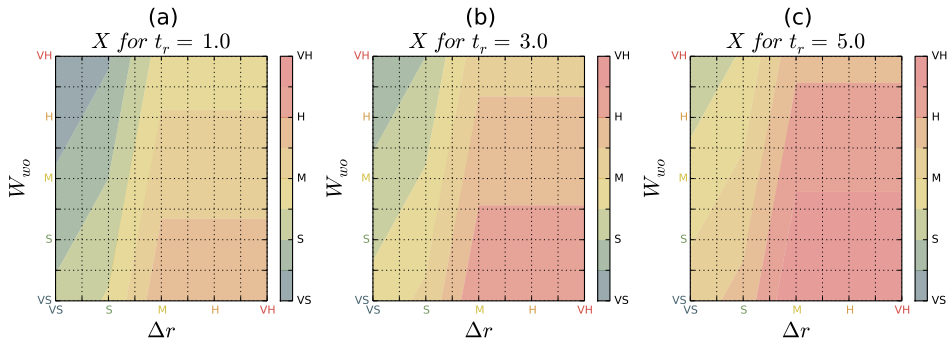 (a)
X for t_r = 1.0
VH
H
M
S
VS
W_wo
VS
S
M
H
VH
Δr
VH
H
M
S
VS
(b)
X for t_r = 3.0
VH
H
M
S
VS
W_wo
VS
S
M
H
VH
Δr
VH
H
M
S
VS
(c)
X for t_r = 5.0
VH
H
M
S
VS
W_wo
VS
S
M
H
VH
Δr
VH
H
M
S
VS